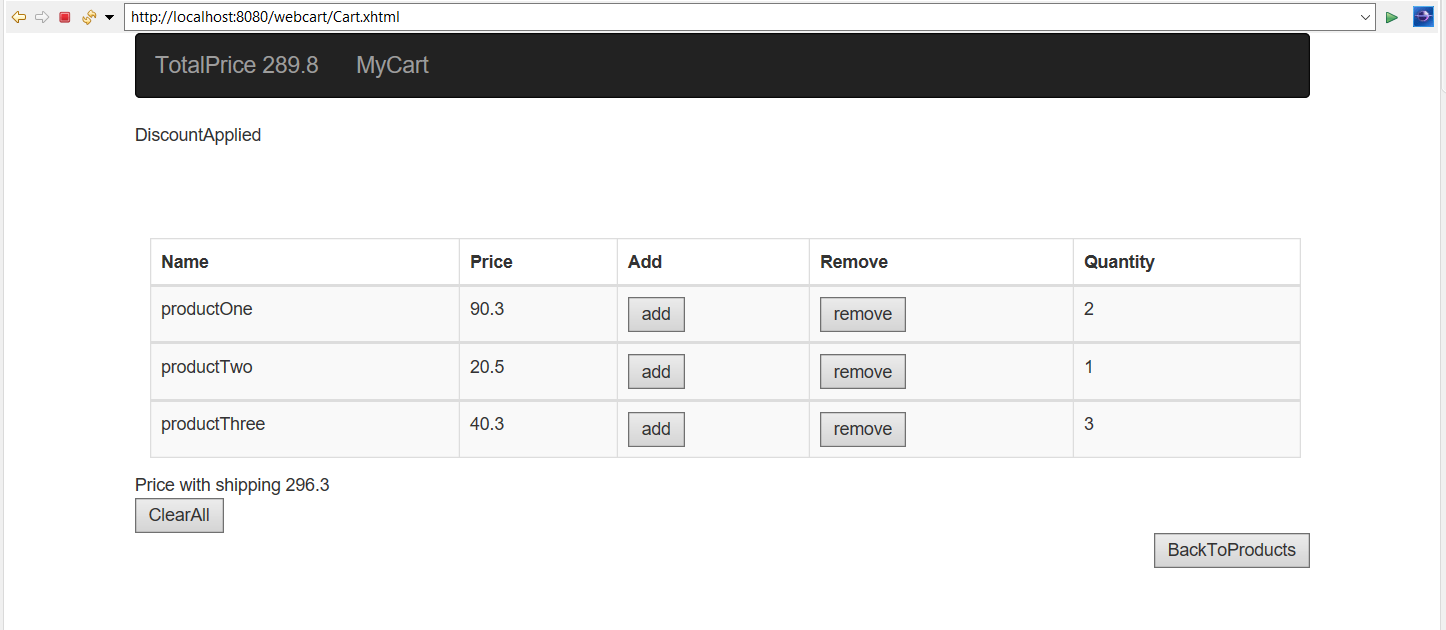 http://localhost:8080/webcart/Cart.xhtml
TotalPrice 289.8 MyCart
DiscountApplied
Name Price Add Remove Quantity
productOne 90.3 add remove 2
productTwo 20.5 add remove 1
productThree 40.3 add remove 3
Price with shipping 296.3
ClearAll
BackToProducts